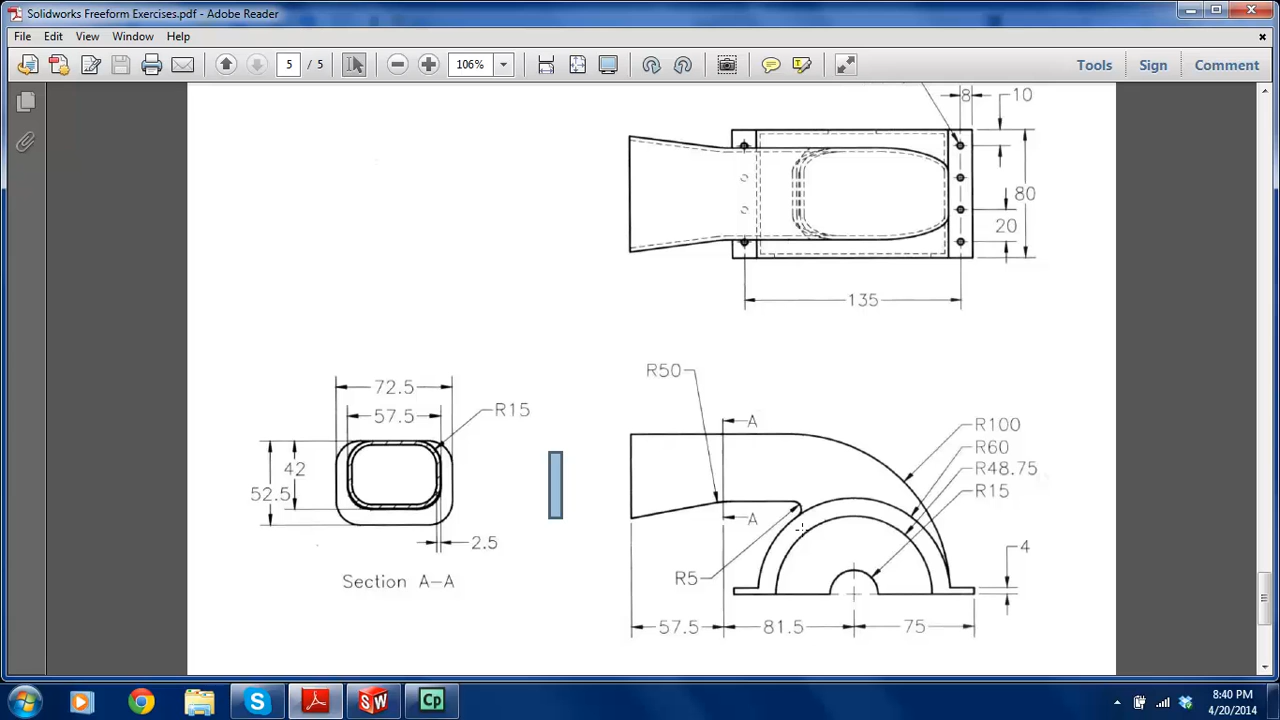 Solidworks Freeform Exercises.pdf - Adobe Reader
File Edit View Window Help
5 / 5 106% Tools Sign Comment
8 10
80
20
135
R50 A
72.5
57.5 R15
R100
R60
R48.75
R15
42
52.5
A
2.5
R5
4
Section A-A
57.5 81.5 75
8:40 PM
4/20/2014